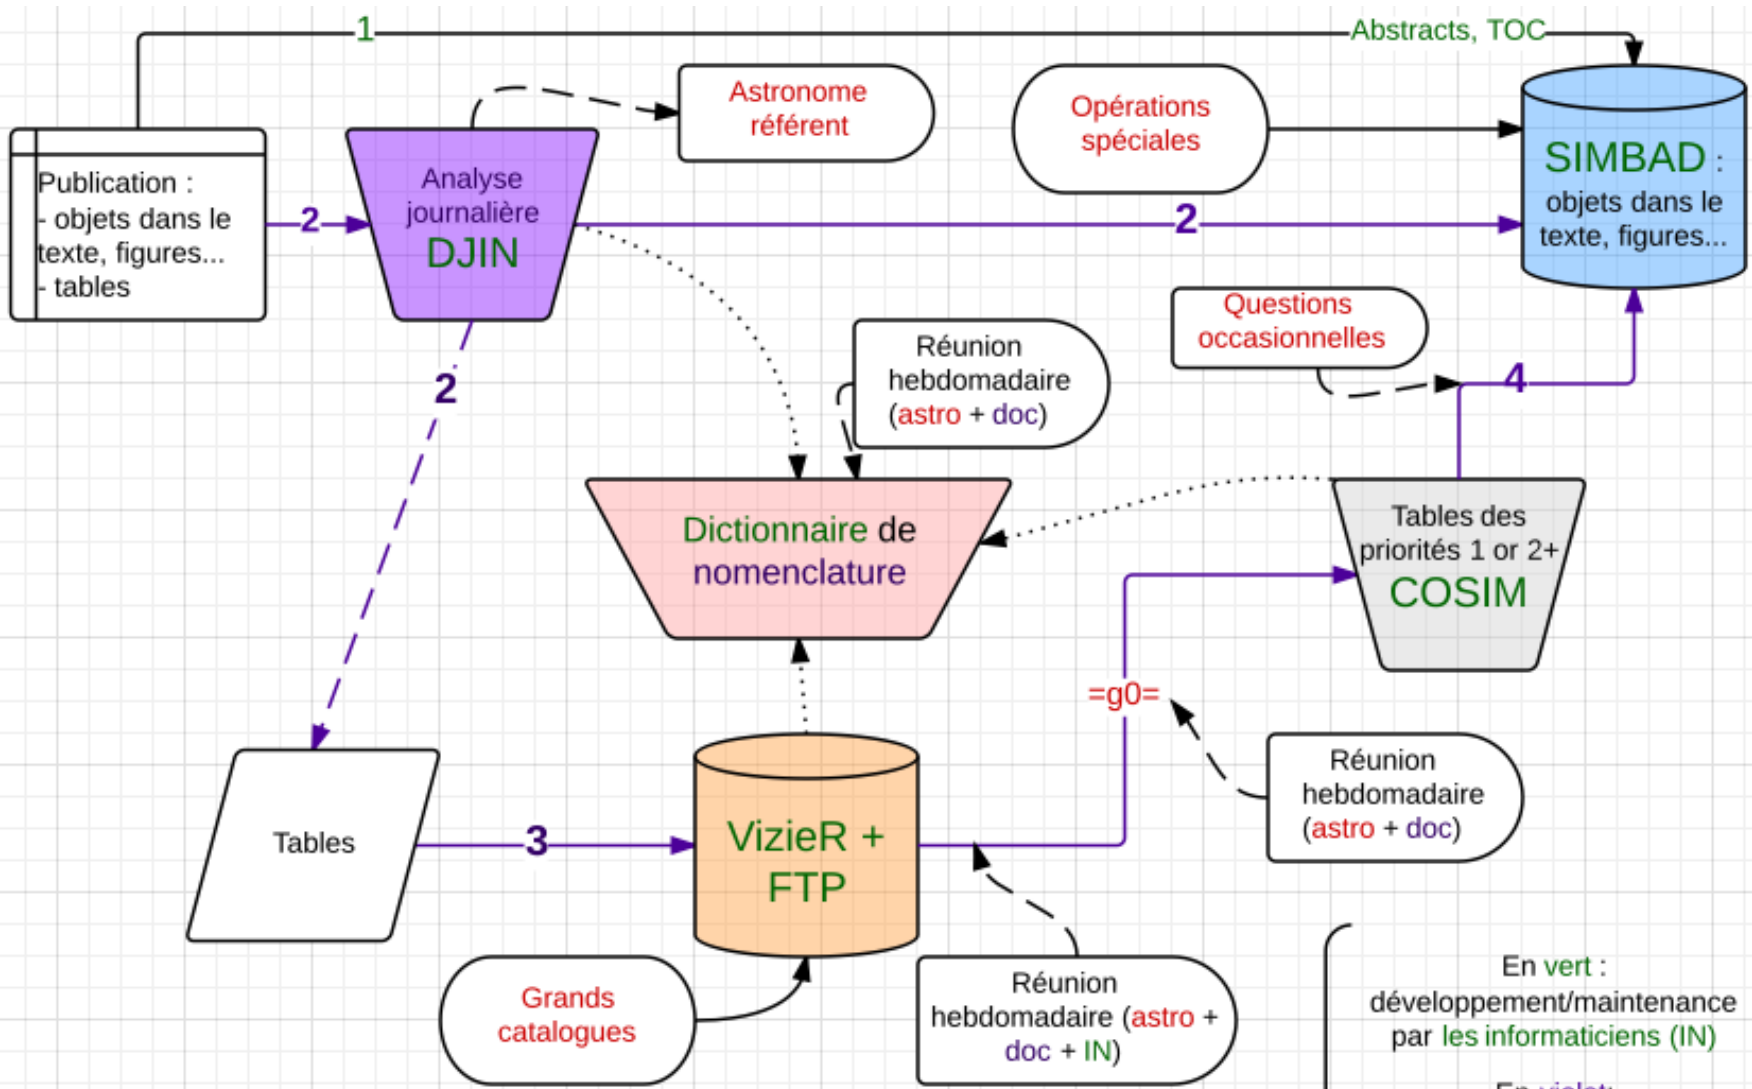 1
Abstracts, TOC
Astronome
référent
Opérations
spéciales
Publication :
- objets dans le
texte, figures...
- tables
2
Analyse
journalière
DJIN
2
SIMBAD :
objets dans le
texte, figures...
Questions
occasionnelles
Réunion
hebdomadaire
(astro + doc)
2
4
Dictionnaire de
nomenclature
Tables des
priorités 1 or 2+
COSIM
=g0=
Réunion
hebdomadaire
(astro + doc)
Tables
3
VizieR +
FTP
Grands
catalogues
Réunion
hebdomadaire (astro +
doc + IN)
En vert :
développement/maintenance
par les informaticiens (IN)
En violet: